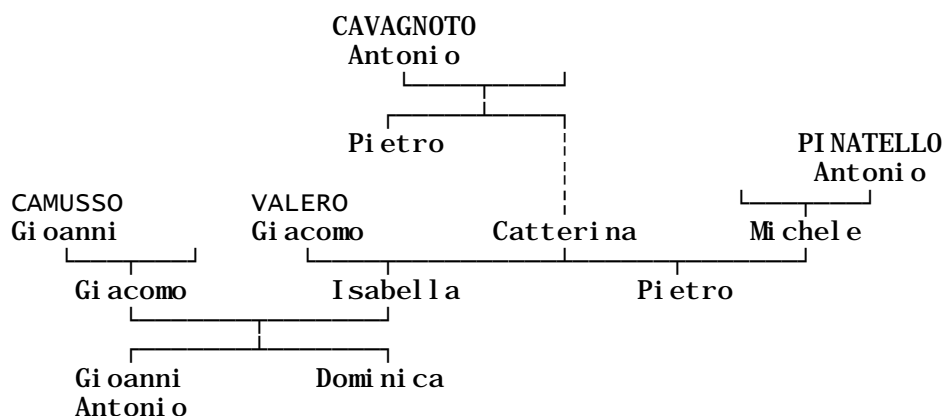 CAVAGNOTO
Antonio
Pietro
PINATELLO
Antonio
CAMUSSO
VALERO
Gioanni
Giacomo
Catterina
Michele
Giacomo
Isabella
Pietro
Gioanni
Dominica
Antonio